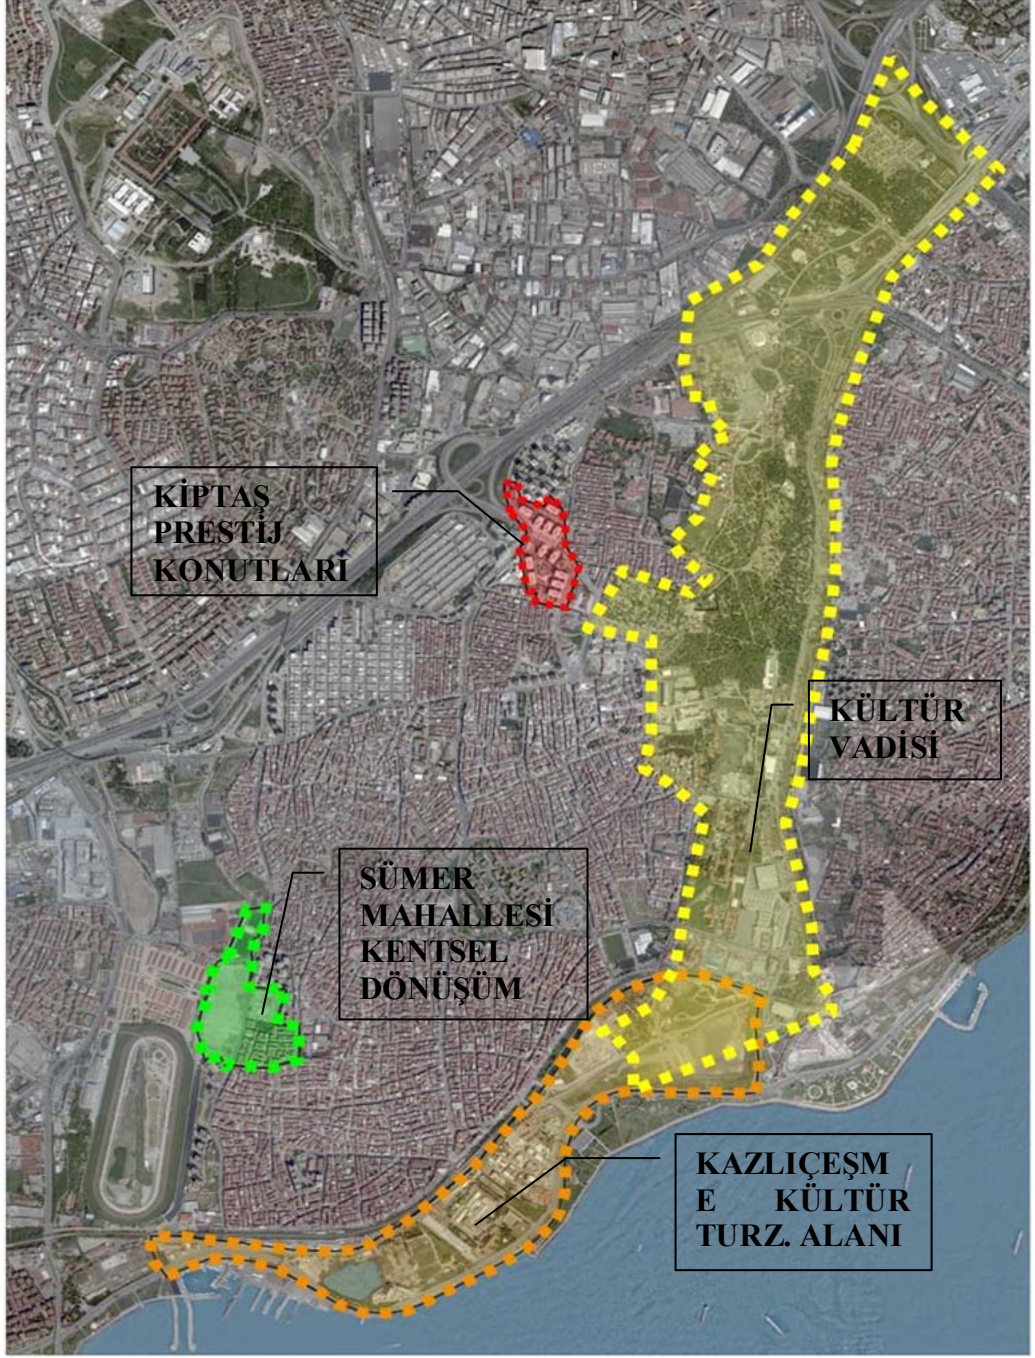 KİPTAŞ
PRESTİJ
KONUTLARI
KÜLTÜR
VADİSİ
SÜMER
MAHALLESİ
KENTSEL
DÖNÜŞÜM
KAZLIÇEŞM
E KÜLTÜR
TURZ. ALANI